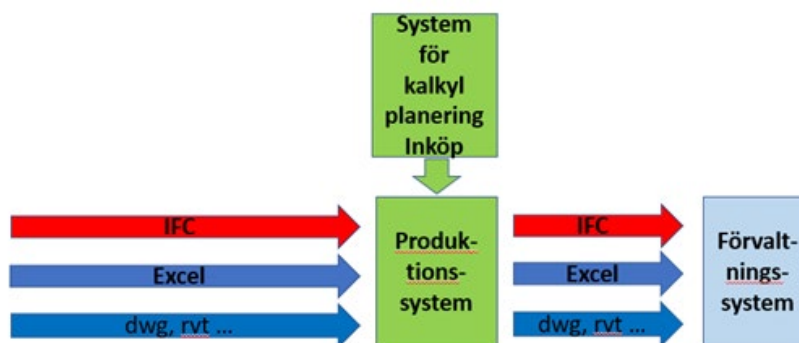 System
för
kalkyl
planering
Inköp
IFC
Excel
dwg, rvt ...
Produk-
tions-
system
IFC
Excel
dwg, rvt ...
Förvalt-
nings-
system